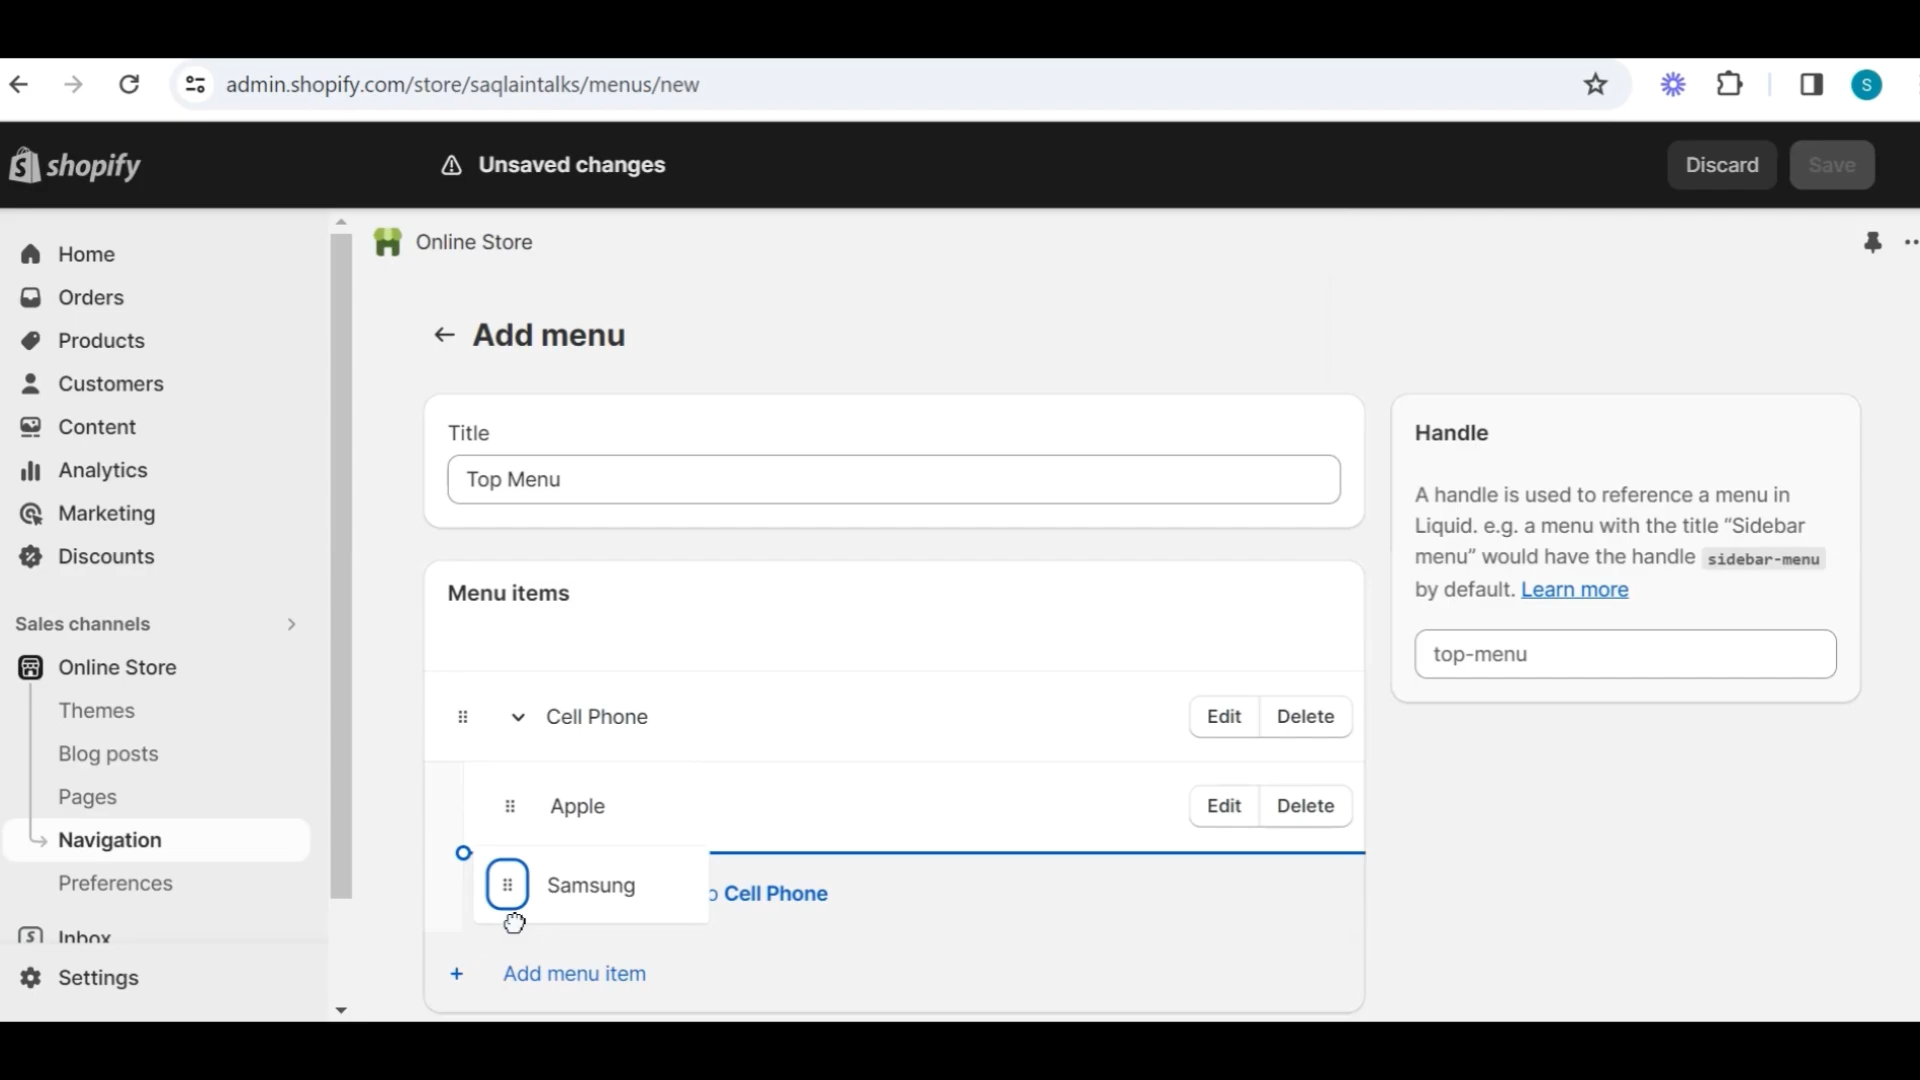 admin.shopify.com/store/saqlaintalks/menus/new
S
shopify
Unsaved changes
Discard
Save
Home
Orders
Products
Customers
Content
Analytics
Marketing
Discounts
Sales channels
Online Store
Themes
Blog posts
Pages
Navigation
Preferences
Inbox
Settings
Online Store
Add menu
Title
Top Menu
Menu items
Cell Phone
Edit
Delete
Apple
Edit
Delete
Samsung
Cell Phone
Add menu item
Handle
A handle is used to reference a menu in
Liquid. e.g. a menu with the title “Sidebar
menu” would have the handle sidebar-menu
by default. Learn more
top-menu